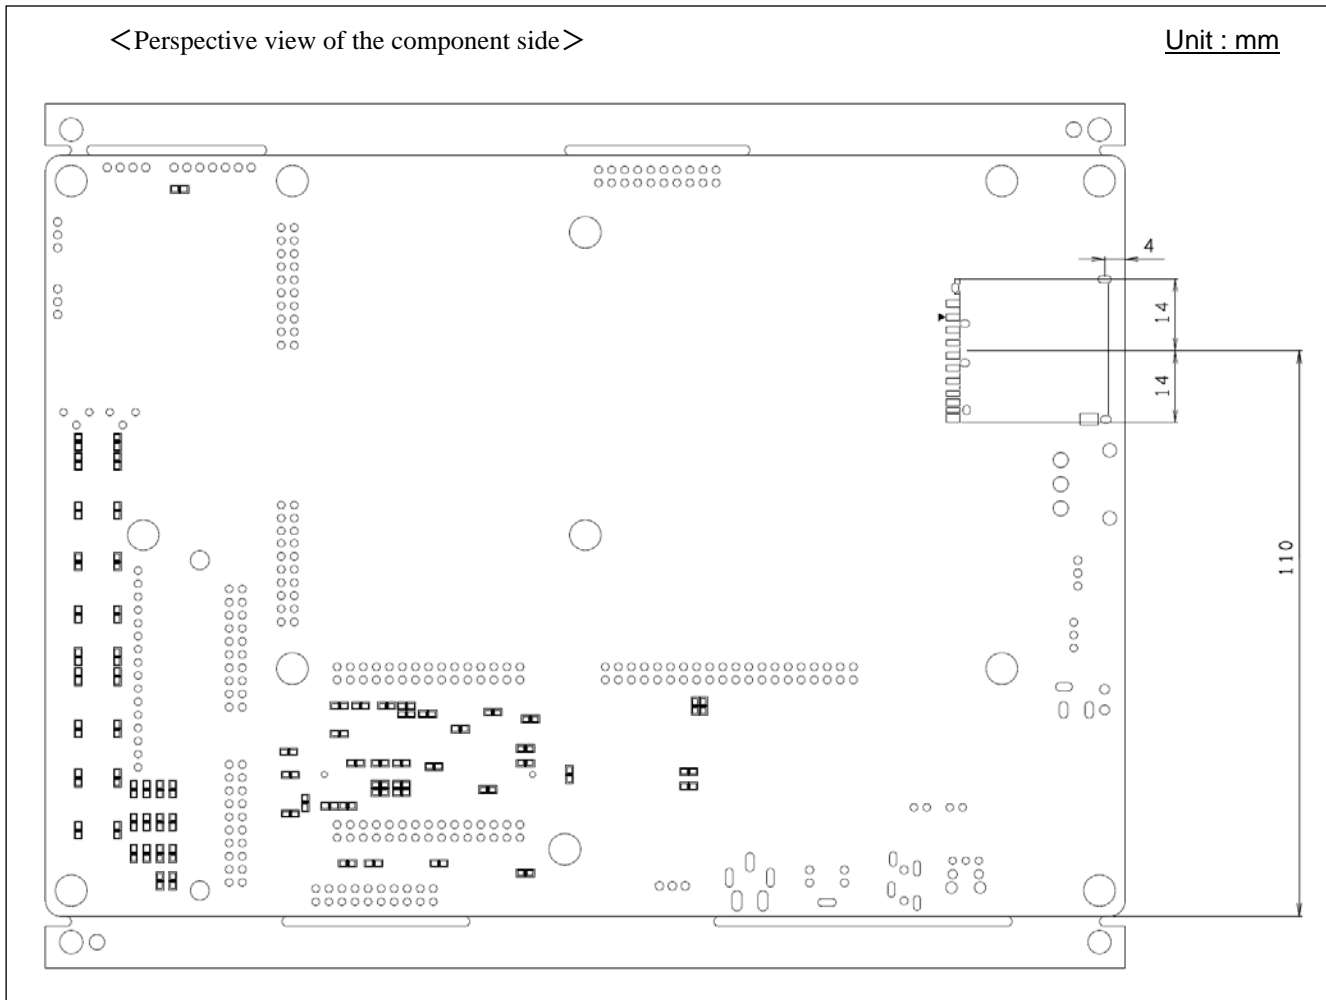 ＜Perspective view of the component side＞
Unit : mm
4
14
14
110